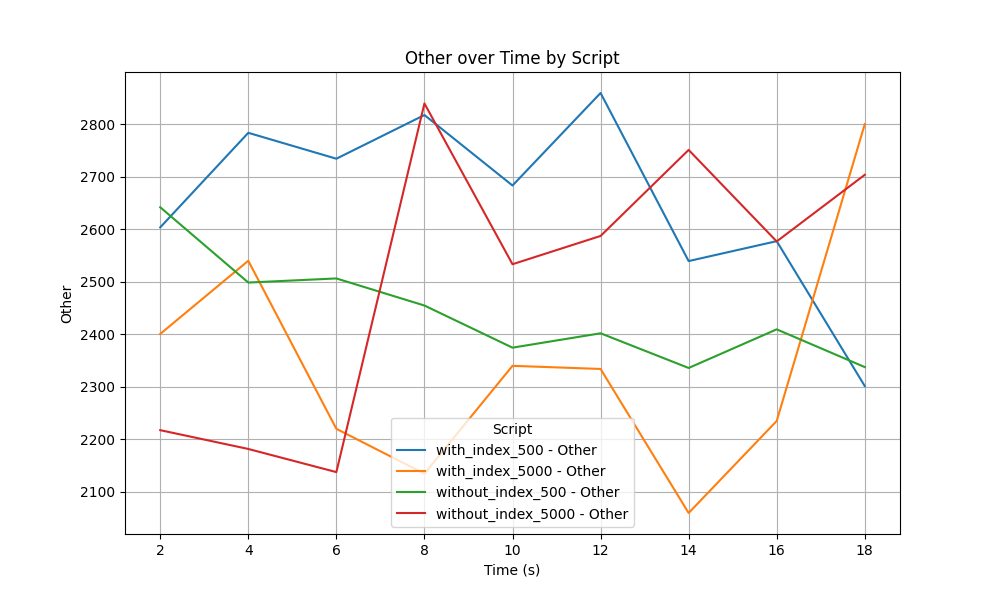 Other over Time by Script
Other
2800
2700
2600
2500
2400
2300
2200
2100
Script
with_index_500 - Other
with_index_5000 - Other
without_index_500 - Other
without_index_5000 - Other
2 4 6 8 10 12 14 16 18
Time (s)